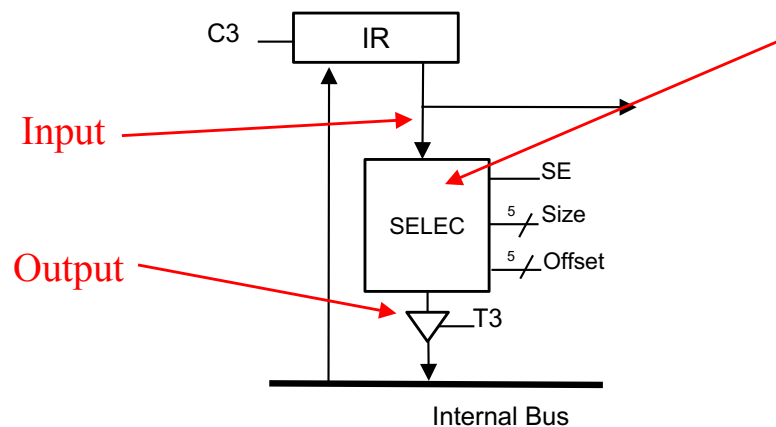 C3
IR
Input
SE
5
Size
SELEC
5
Offset
Output
T3
Internal Bus